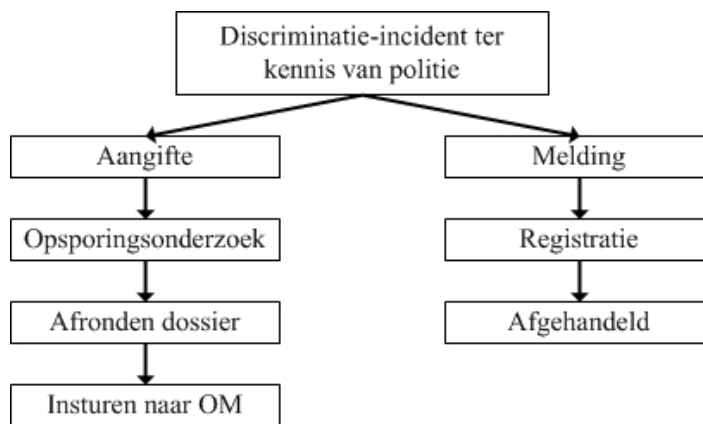 Discriminatie-incident ter
kennis van politie
Aangifte
Melding
Opsporingsonderzoek
Registratie
Afronden dossier
Afgehandeld
Insturen naar OM